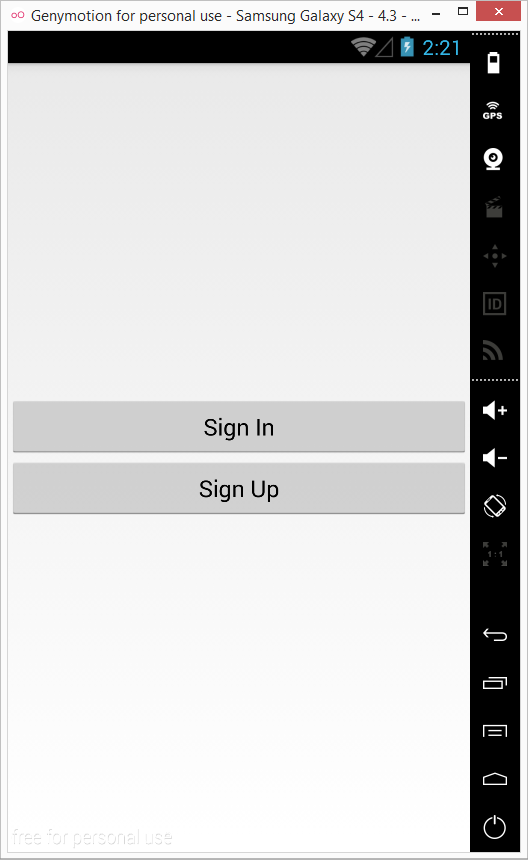 Genymotion for personal use - Samsung Galaxy S4 - 4.3 - ...
2:21
GPS
ID
Sign In
Sign Up
1:1
free for personal use